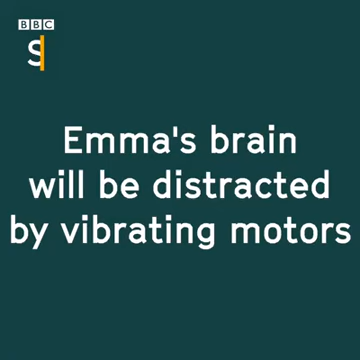 BBC
S
Emma's brain
will be distracted
by vibrating motors